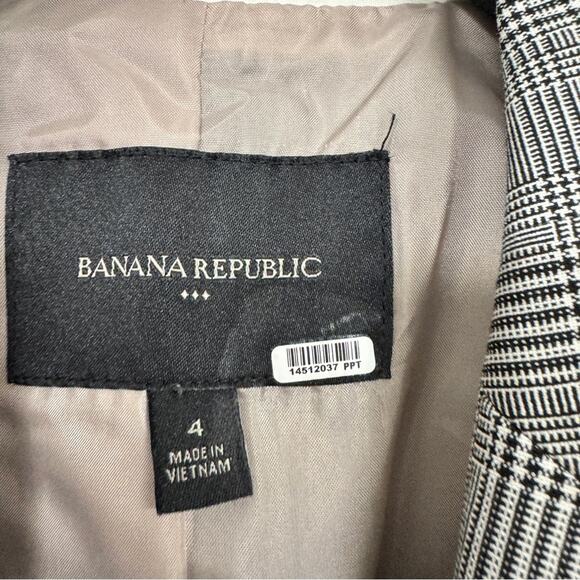 BANANA REPUBLIC
14512037 PPT
4
MADE IN
VIETNAM